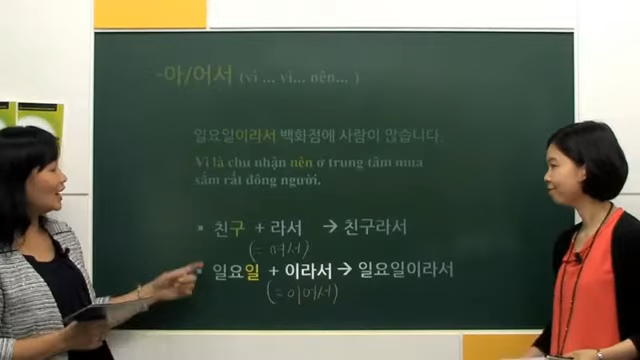 -아/어서 (vì ... vì... nên... )
일요일이라서 백화점에 사람이 많습니다.
Vì là chu nhận nên ở trung tâm mua
sắm rất đông người.
* 친구 + 라서 → 친구라서
(= 여서)
* 일요일 + 이라서 → 일요일이라서
(= 이어서)